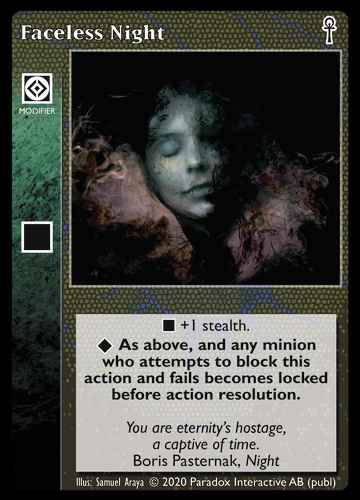 Faceless Night
MODIFIER
+1 stealth.
As above, and any minion
who attempts to block this
action and fails becomes locked
before action resolution.
You are eternity's hostage,
a captive of time.
Boris Pasternak, Night
Illus: Samuel Araya © 2020 Paradox Interactive AB (publ)